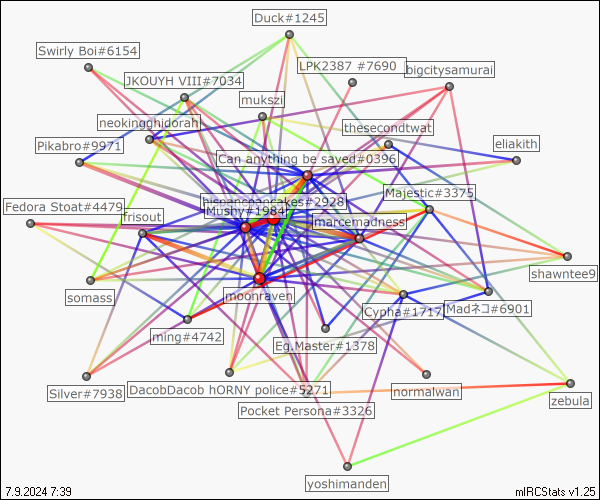 Duck#1245
Swirly Boi#6154
LPK2387 #7690
bigcitysamurai
JKOUYH VIII#7034
mukszi
neokingghidorah
thesecondtwat
Pikabro#9971
eliakith
Can anything be saved#0396
Majestic#3375
hispancpancakes#2928
Fedora Stoat#4479
Mushy#1984
frisout
marcemadness
shawntee9
somass
moonraven
Cypha#1717
Madネコ#6901
ming#4742
Eg.Master#1378
Silver#7938
DacobDacob hORNY police#5271
normalwan
zebula
Pocket Persona#3326
yoshimanden
7.9.2024 7:39
mIRCStats v1.25